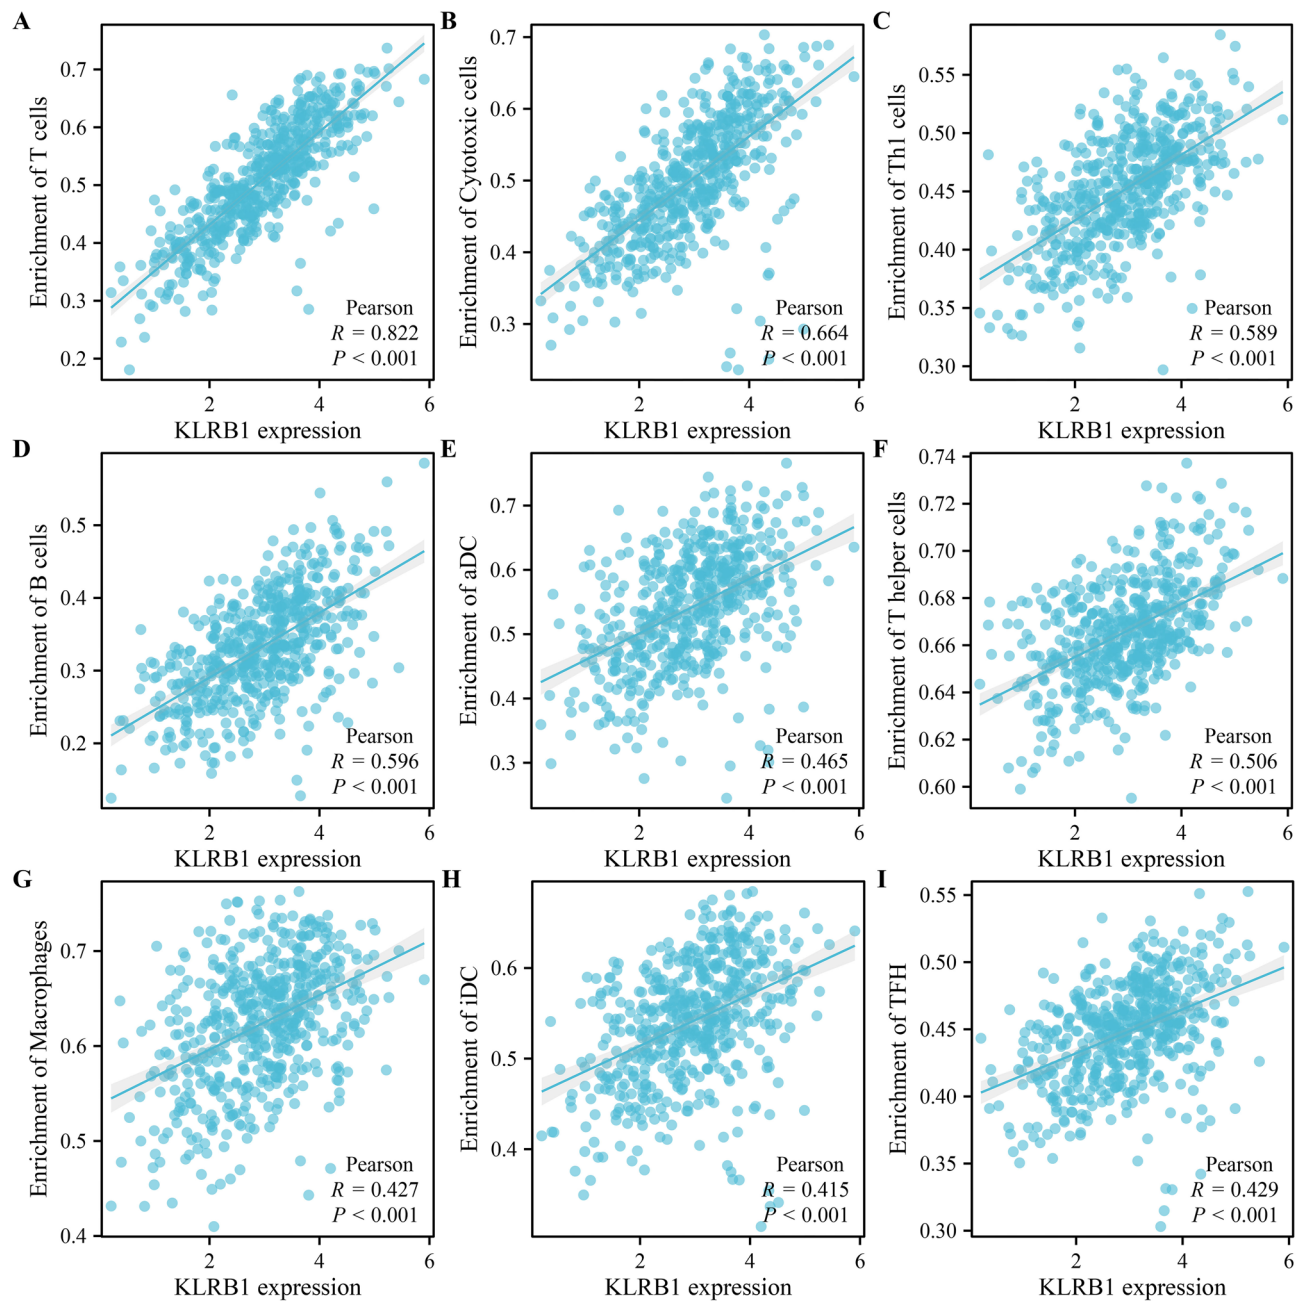 A
Enrichment of T cells
0.7
0.6
0.5
0.4
0.3
0.2
Pearson
R = 0.822
P < 0.001
2 4 6
KLRB1 expression
B
Enrichment of Cytotoxic cells
0.7
0.6
0.5
0.4
0.3
Pearson
R = 0.664
P < 0.001
2 4 6
KLRB1 expression
C
Enrichment of Th1 cells
0.55
0.50
0.45
0.40
0.35
0.30
Pearson
R = 0.589
P < 0.001
2 4 6
KLRB1 expression
D
Enrichment of B cells
0.5
0.4
0.3
0.2
Pearson
R = 0.596
P < 0.001
2 4 6
KLRB1 expression
E
Enrichment of aDC
0.7
0.6
0.5
0.4
0.3
Pearson
R = 0.465
P < 0.001
2 4 6
KLRB1 expression
F
Enrichment of T helper cells
0.74
0.72
0.70
0.68
0.66
0.64
0.62
0.60
Pearson
R = 0.506
P < 0.001
2 4 6
KLRB1 expression
G
Enrichment of Macrophages
0.7
0.6
0.5
0.4
Pearson
R = 0.427
P < 0.001
2 4 6
KLRB1 expression
H
Enrichment of iDC
0.6
0.5
0.4
Pearson
R = 0.415
P < 0.001
2 4 6
KLRB1 expression
I
Enrichment of TFH
0.55
0.50
0.45
0.40
0.35
0.30
Pearson
R = 0.429
P < 0.001
2 4 6
KLRB1 expression